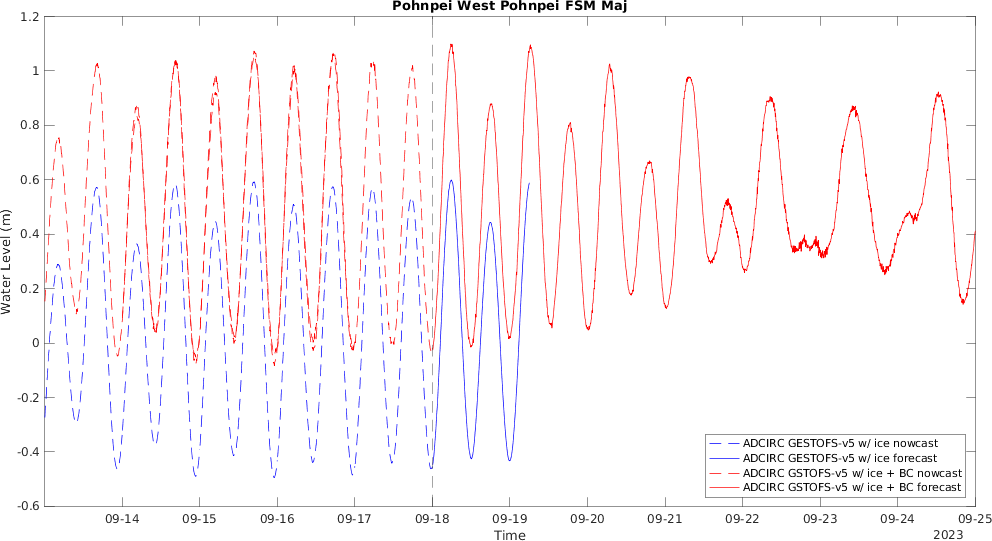 Pohnpei West Pohnpei FSM Maj
1.2
1
0.8
0.6
0.4
0.2
0
-0.2
-0.4
-0.6
Water Level (m)
09-14 09-15 09-16 09-17 09-18 09-19 09-20 09-21 09-22 09-23 09-24 09-25
Time
2023
ADCIRC GESTOFS-v5 w/ ice nowcast
ADCIRC GESTOFS-v5 w/ ice forecast
ADCIRC GSTOFS-v5 w/ ice + BC nowcast
ADCIRC GSTOFS-v5 w/ ice + BC forecast